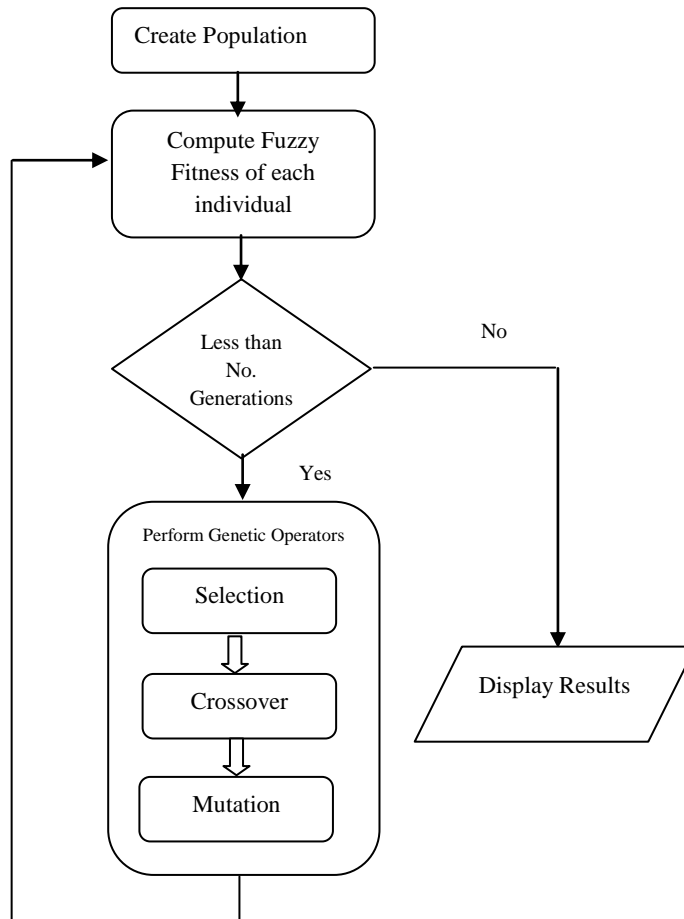 Create Population
Compute Fuzzy
Fitness of each
individual
Less than
No.
Generations
No
Yes
Perform Genetic Operators
Selection
Crossover
Mutation
Display Results